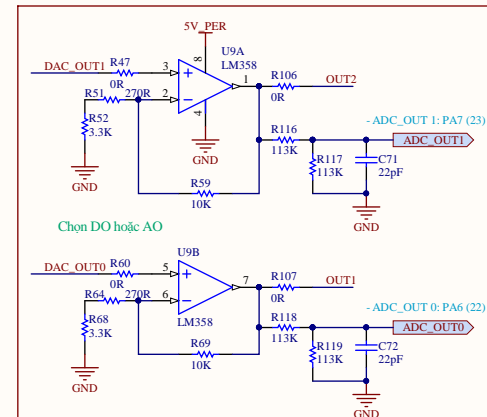 5V_PER
U9A
LM358
8
DAC_OUT1
R47
0R
3
1
R106
0R
OUT2
R51
270R
2
4
R52
3.3K
GND
GND
R116
113K
- ADC_OUT 1: PA7 (23)
ADC_OUT1
R117
113K
C71
22pF
R59
10K
GND
Chọn DO hoặc AO
U9B
DAC_OUT0
R60
0R
5
7
R107
0R
OUT1
R64
270R
6
LM358
R68
3.3K
R118
113K
- ADC_OUT 0: PA6 (22)
ADC_OUT0
R119
113K
C72
22pF
R69
10K
GND
GND